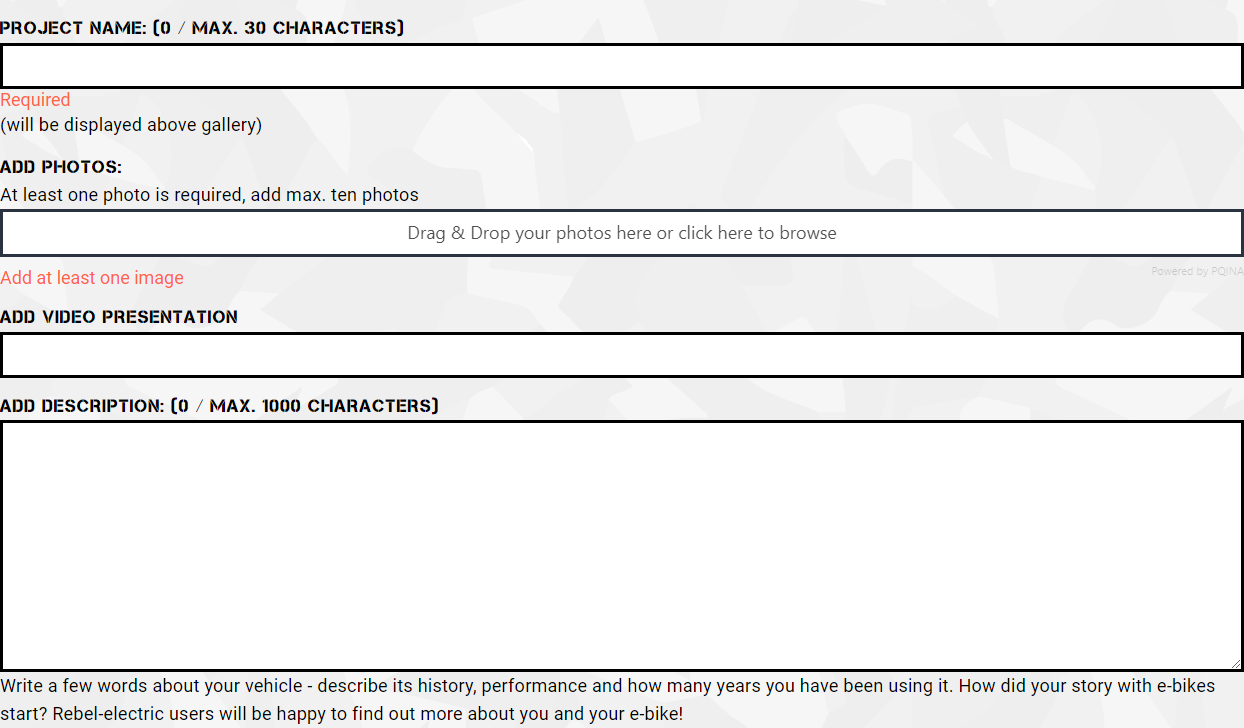 PROJECT NAME: (0 / MAX. 30 CHARACTERS)
Required
(will be displayed above gallery)
ADD PHOTOS:
At least one photo is required, add max. ten photos
Drag & Drop your photos here or click here to browse
Powered by PQINA
Add at least one image
ADD VIDEO PRESENTATION
ADD DESCRIPTION: (0 / MAX. 1000 CHARACTERS)
Write a few words about your vehicle - describe its history, performance and how many years you have been using it. How did your story with e-bikes
start? Rebel-electric users will be happy to find out more about you and your e-bike!